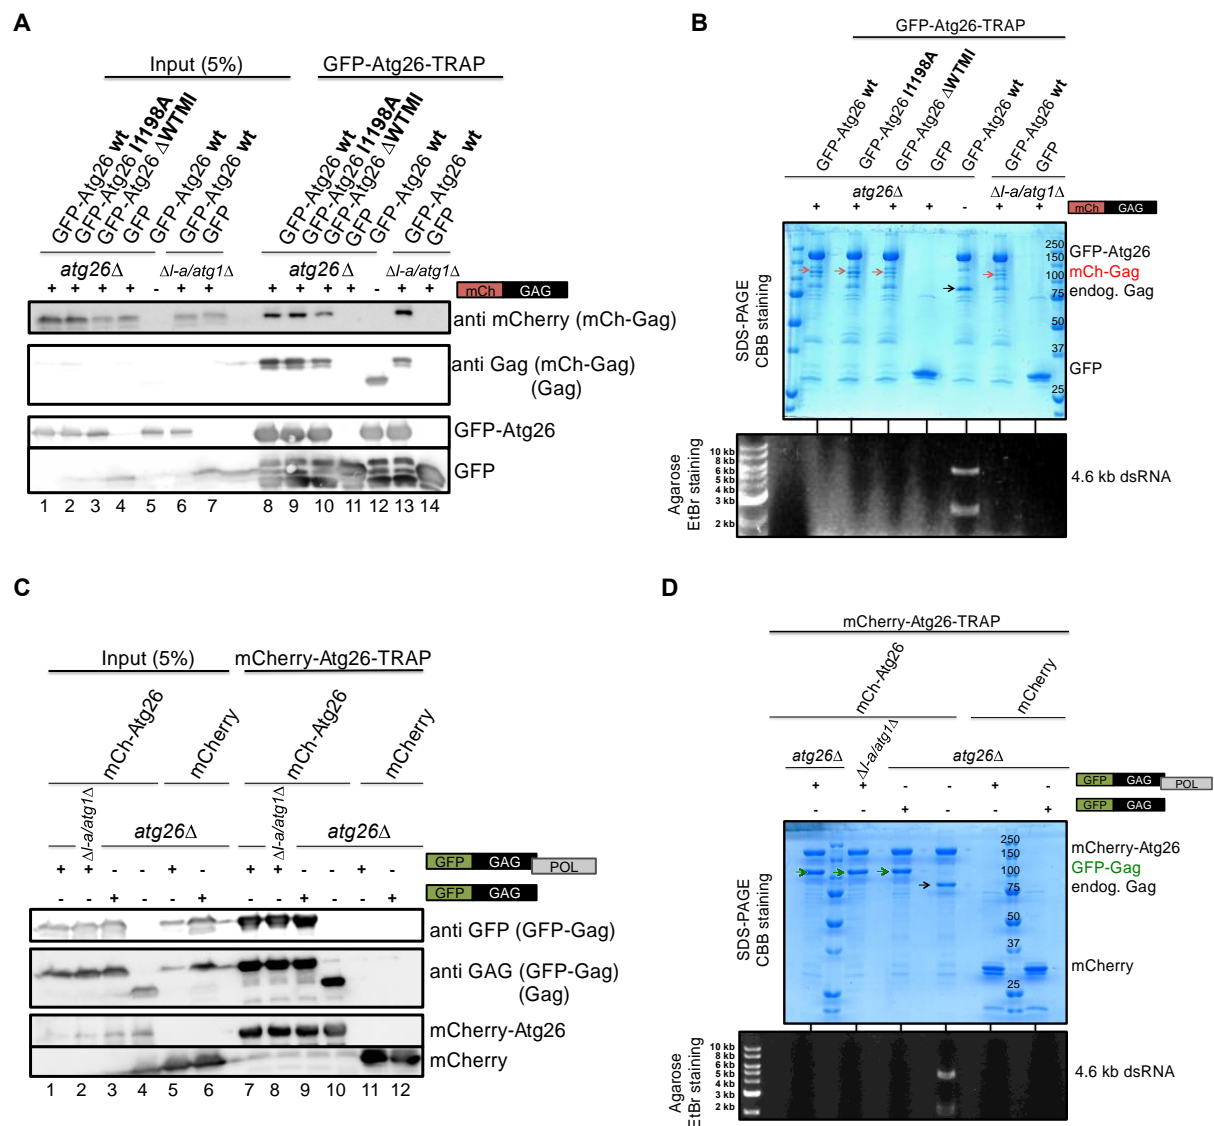 A
Input (5%)
GFP-Atg26-TRAP
GFP-Atg26 wt
GFP-Atg26 I1198A
GFP-Atg26 ΔWTMI
GFP
GFP-Atg26 wt
GFP-Atg26 wt
GFP
GFP-Atg26 wt
GFP-Atg26 I1198A
GFP-Atg26 ΔWTMI
GFP
GFP-Atg26 wt
GFP-Atg26 wt
GFP
atg26Δ
Δl-a/atg1Δ
atg26Δ
Δl-a/atg1Δ
+ + + + - + + + + + + - + +
mCh GAG
anti mCherry (mCh-Gag)
anti Gag (mCh-Gag)
(Gag)
GFP-Atg26
GFP
1 2 3 4 5 6 7 8 9 10 11 12 13 14
B
GFP-Atg26-TRAP
GFP-Atg26 wt
GFP-Atg26 I1198A
GFP-Atg26 ΔWTMI
GFP
GFP-Atg26 wt
GFP-Atg26 wt
GFP
atg26Δ
Δl-a/atg1Δ
+ + + + - + +
mCh GAG
SDS-PAGE
CBB staining
250
150
100
75
50
37
25
GFP-Atg26
mCh-Gag
endog. Gag
GFP
Agarose
EtBr staining
10 kb
8 kb
6 kb
5 kb
4 kb
3 kb
2 kb
4.6 kb dsRNA
C
Input (5%)
mCherry-Atg26-TRAP
mCh-Atg26
mCherry
mCh-Atg26
mCherry
Δl-a/atg1Δ
atg26Δ
Δl-a/atg1Δ
atg26Δ
+ + - - + - + + - - + -
GFP GAG POL
- - + - - + - - + - - +
GFP GAG
anti GFP (GFP-Gag)
anti GAG (GFP-Gag)
(Gag)
mCherry-Atg26
mCherry
1 2 3 4 5 6 7 8 9 10 11 12
D
mCherry-Atg26-TRAP
mCh-Atg26
mCherry
atg26Δ
Δl-a/atg1Δ
atg26Δ
+ + - - + -
GFP GAG POL
- - + - - +
GFP GAG
SDS-PAGE
CBB staining
250
150
100
75
50
37
25
mCherry-Atg26
GFP-Gag
endog. Gag
mCherry
Agarose
EtBr staining
10 kb
8 kb
6 kb
5 kb
4 kb
3 kb
2 kb
4.6 kb dsRNA